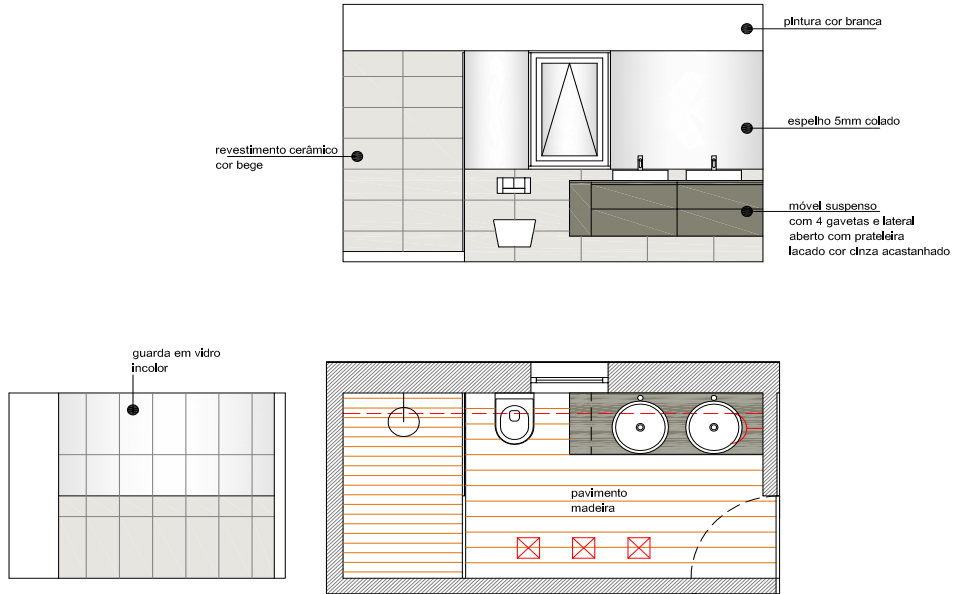 pintura cor branca
espelho 5mm colado
revestimento cerâmico
cor bege
móvel suspenso
com 4 gavetas e lateral
aberto com prateleira
lacado cor cinza acastanhado
guarda em vidro
incolor
pavimento
madeira